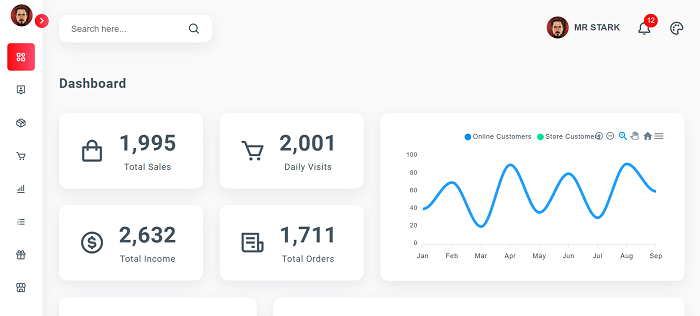 Search here...
MR STARK
12
Dashboard
1,995
Total Sales
2,001
Daily Visits
2,632
Total Income
1,711
Total Orders
Online Customers
Store Customers
100
80
60
40
20
0
Jan Feb Mar Apr May Jun Jul Aug Sep